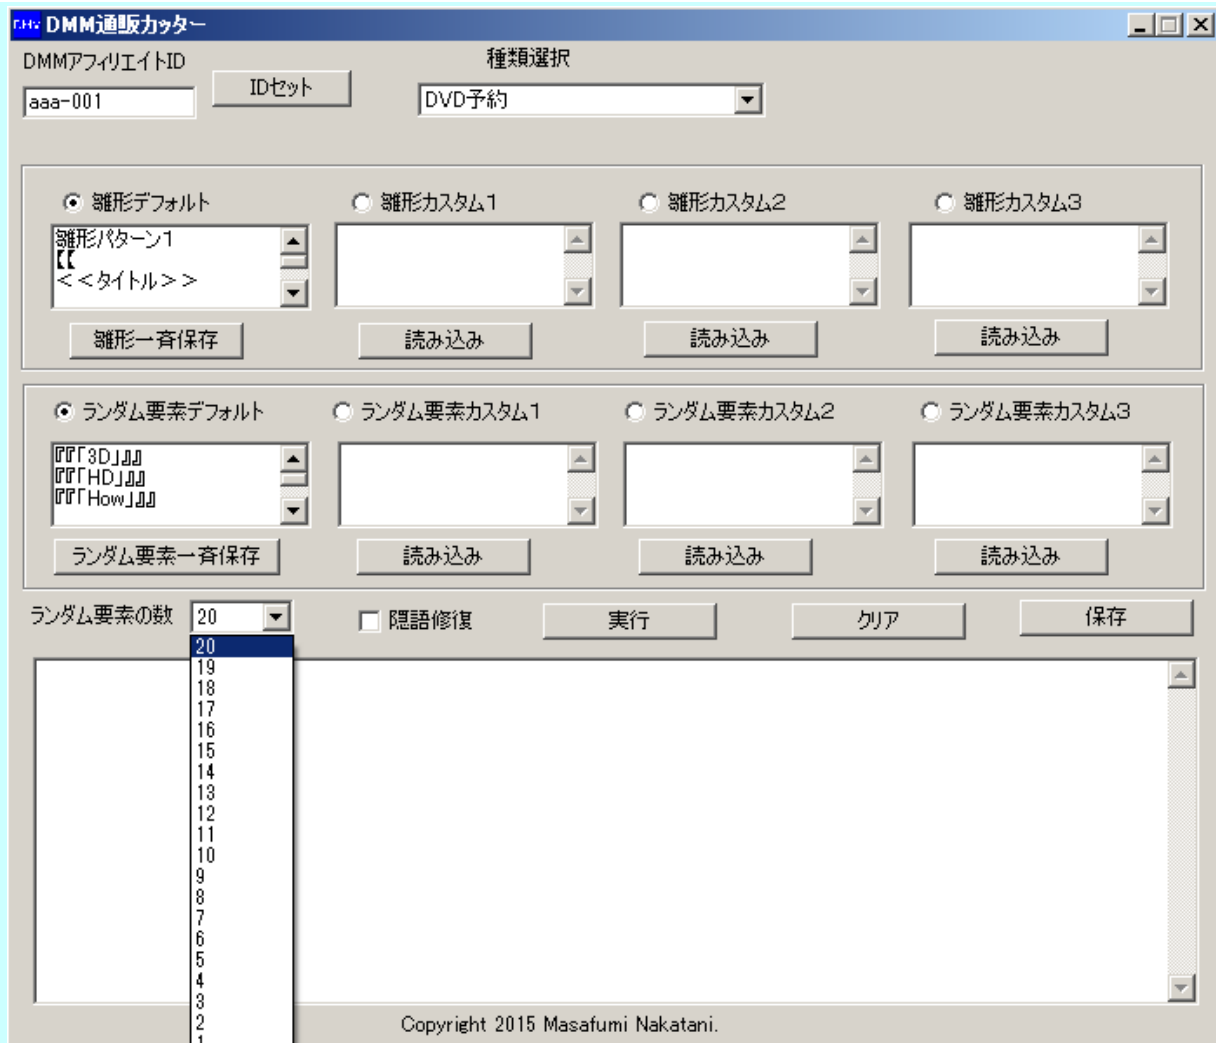 DMM通販カッター
DMMアフィリエイトID
種類選択
aaa-001
IDセット
DVD予約
雛形デフォルト
雛形カスタム1
雛形カスタム2
雛形カスタム3
雛形パターン1
【【
＜＜タイトル＞＞
雛形一斉保存
読み込み
読み込み
読み込み
ランダム要素デフォルト
ランダム要素カスタム1
ランダム要素カスタム2
ランダム要素カスタム3
『『「3D」』』
『『「HD」』』
『『「How」』』
ランダム要素一斉保存
読み込み
読み込み
読み込み
ランダム要素の数
20
隠語修復
実行
クリア
保存
20
19
18
17
16
15
14
13
12
11
10
9
8
7
6
5
4
3
2
1
Copyright 2015 Masafumi Nakatani.